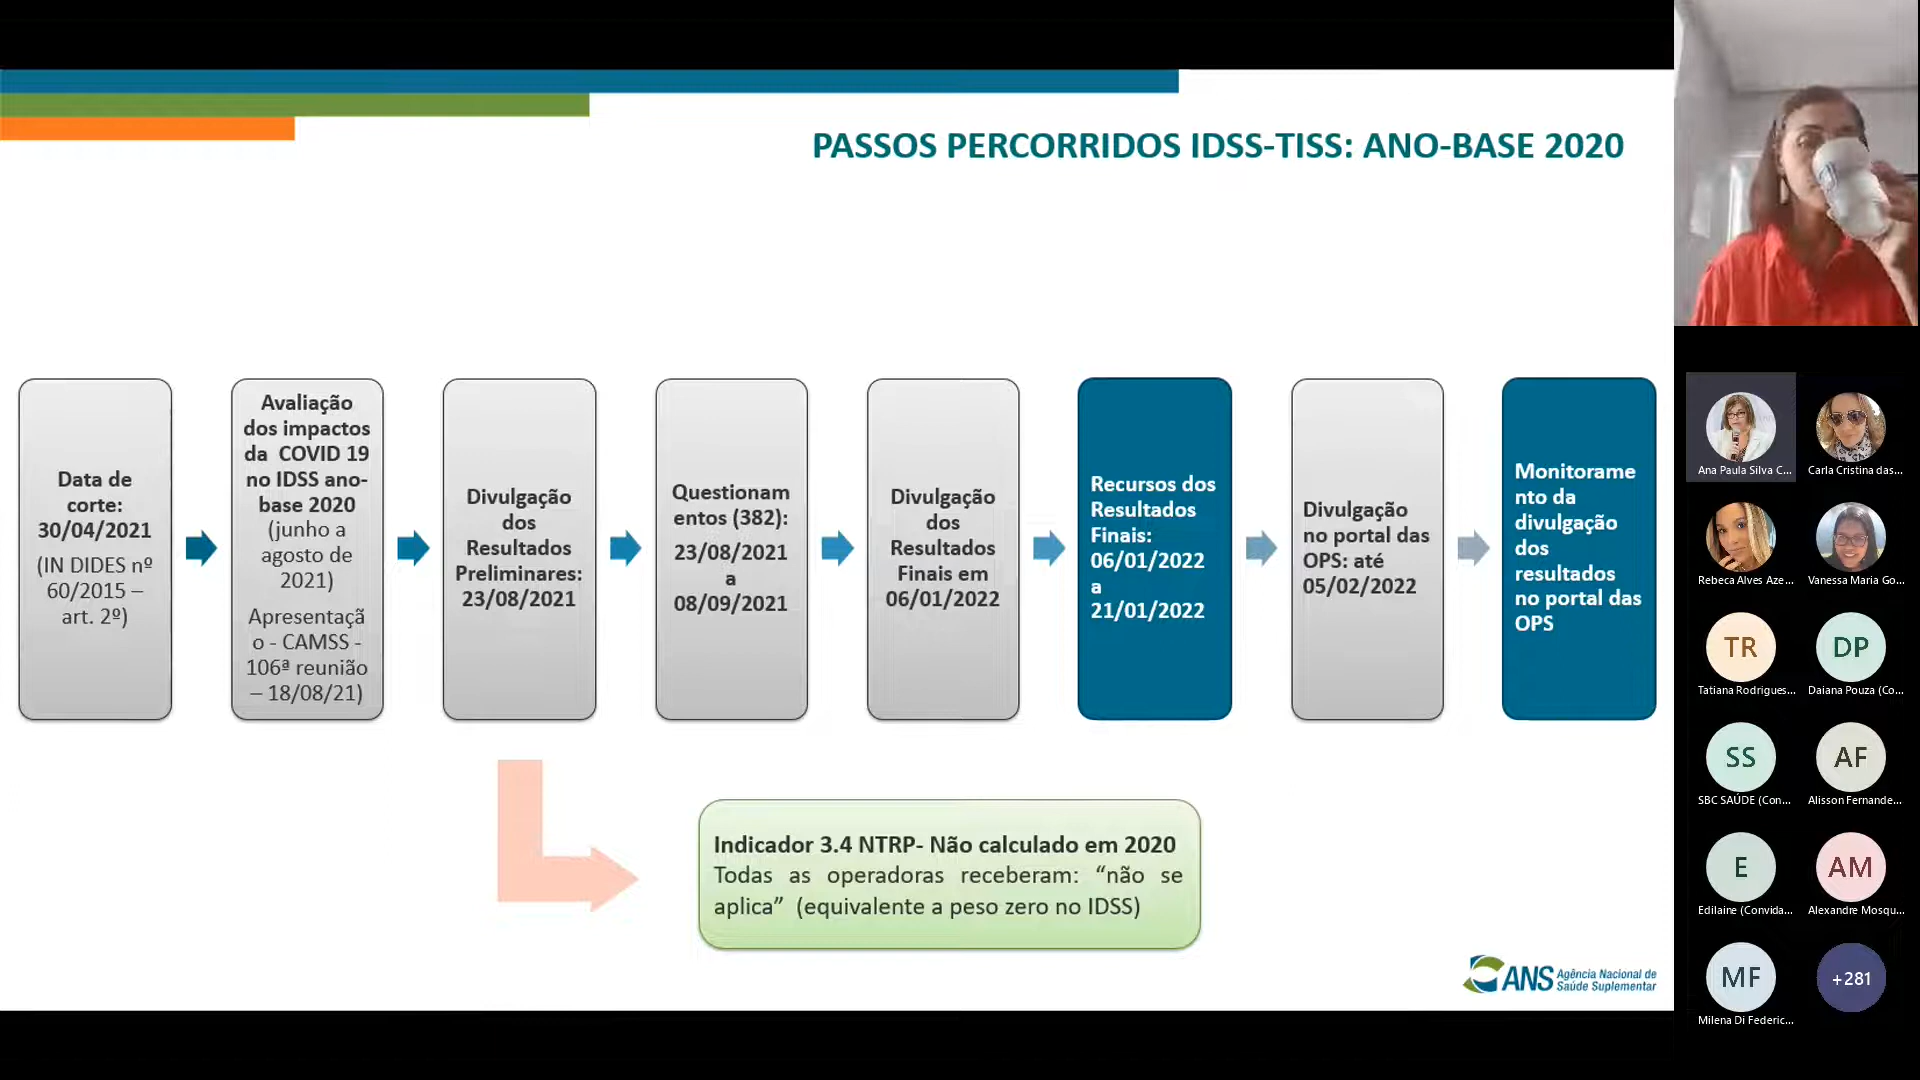 PASSOS PERCORRIDOS IDSS-TISS: ANO-BASE 2020
Data de
corte:
30/04/2021
(IN DIDES nº
60/2015 –
art. 2º)
Avaliação
dos impactos
da COVID 19
no IDSS ano-
base 2020
(junho a
agosto de
2021)
Apresentaçã
o - CAMSS -
106ª reunião
– 18/08/21)
Divulgação
dos
Resultados
Preliminares:
23/08/2021
Questionam
entos (382):
23/08/2021
a
08/09/2021
Divulgação
dos
Resultados
Finais em
06/01/2022
Recursos dos
Resultados
Finais:
06/01/2022
a
21/01/2022
Divulgação
no portal das
OPS: até
05/02/2022
Monitorame
nto da
divulgação
dos
resultados
no portal das
OPS
Indicador 3.4 NTRP- Não calculado em 2020
Todas as operadoras receberam: “não se
aplica” (equivalente a peso zero no IDSS)
ANS Agência Nacional de
Saúde Suplementar
Ana Paula Silva C...
Carla Cristina das...
Rebeca Alves Aze...
Vanessa Maria Go...
TR
Tatiana Rodrigues...
DP
Daiana Pouza (Co...
SS
SBC SAÚDE (Con...
AF
Alisson Fernande...
E
Edilaine (Convida...
AM
Alexandre Mosqu...
MF
Milena Di Federic...
+281